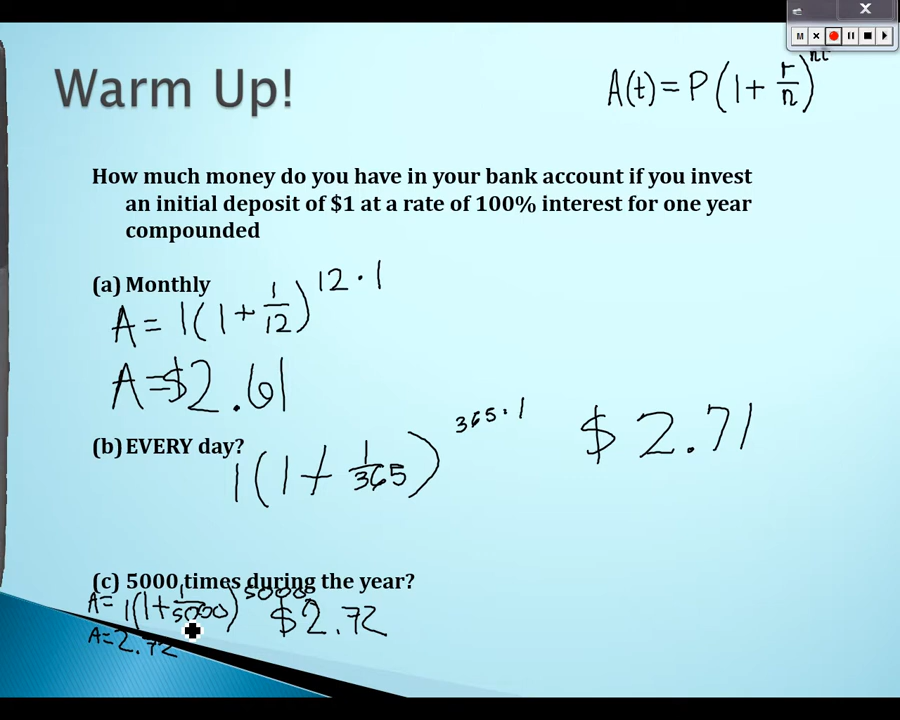 Warm Up!
A(t) = P(1 + r/n)^nt
How much money do you have in your bank account if you invest
an initial deposit of $1 at a rate of 100% interest for one year
compounded
(a) Monthly
A = 1(1 + 1/12)^12 · 1
A = $2.61
(b) EVERY day?
1(1 + 1/365)^365 · 1
$2.71
(c) 5000 times during the year?
A = 1(1 + 1/5000)^5000 $2.72
A = 2.72